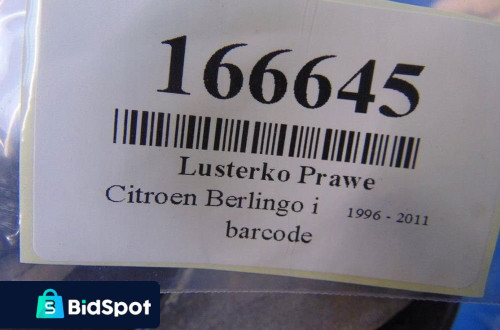 166645
Lusterko Prawe
Citroen Berlingo i 1996 - 2011
barcode
BidSpot